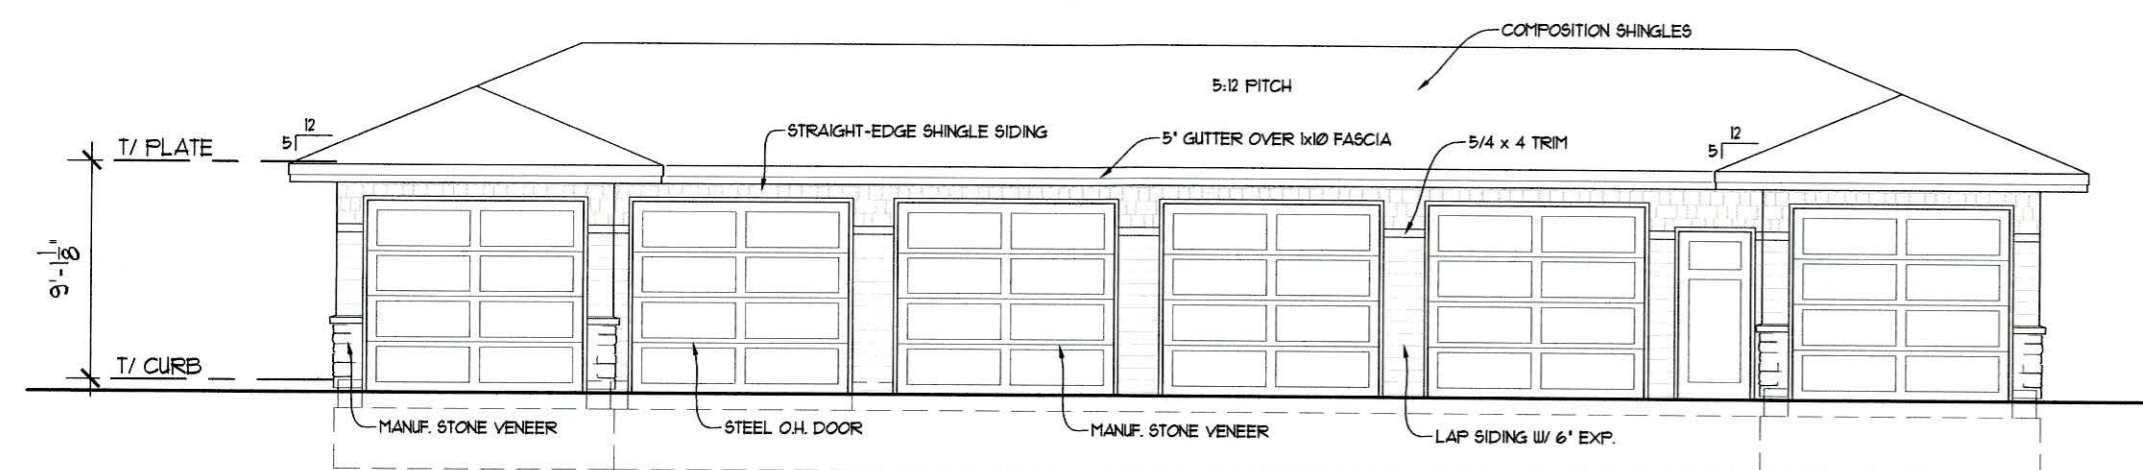 COMPOSITION SHINGLES
5:12 PITCH
12
5
T/ PLATE
STRAIGHT-EDGE SHINGLE SIDING
5" GUTTER OVER 1x10 FASCIA
5/4 x 4 TRIM
12
5
9'-1 1/8"
T/ CURB
MANUF. STONE VENEER
STEEL O.H. DOOR
MANUF. STONE VENEER
LAP SIDING W/ 6" EXP.